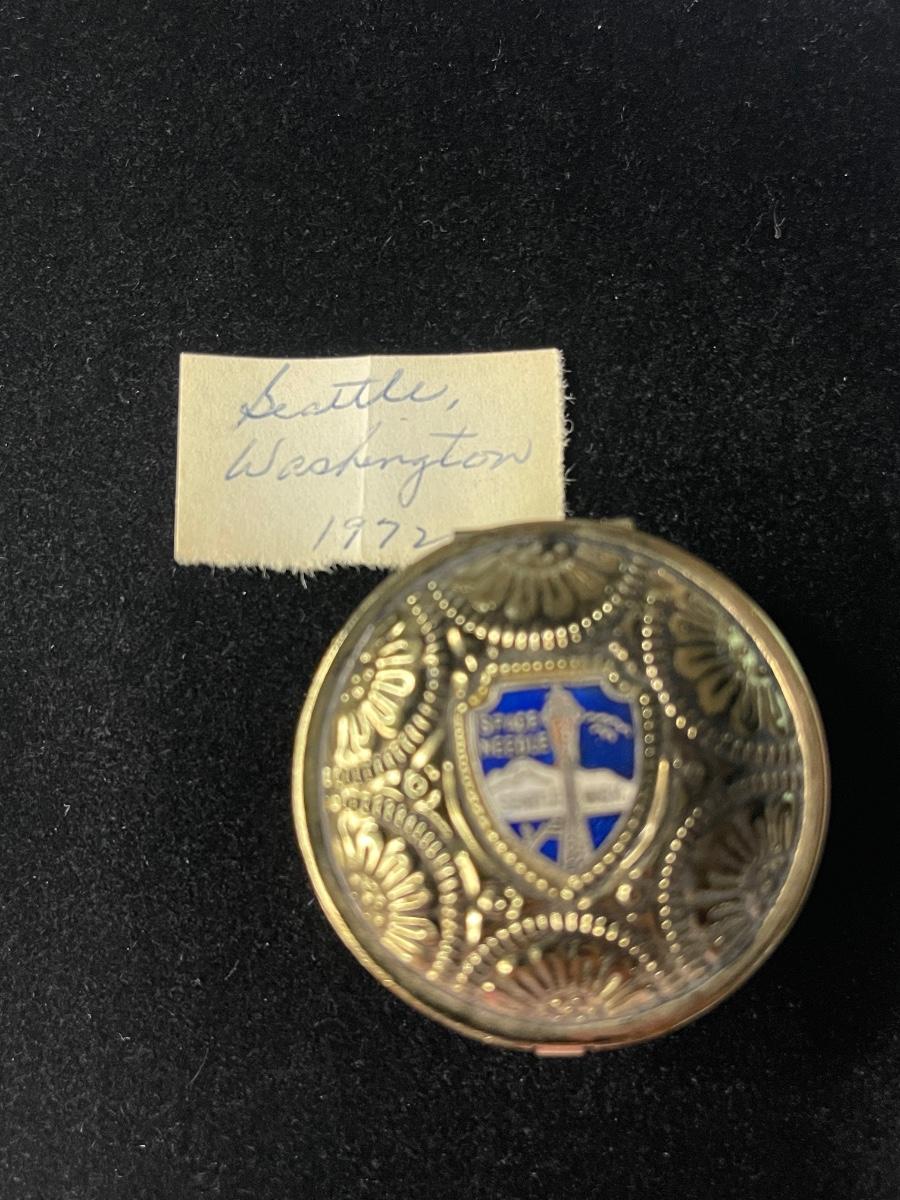 Seattle,
Washington
1972
SPACE
NEEDLE